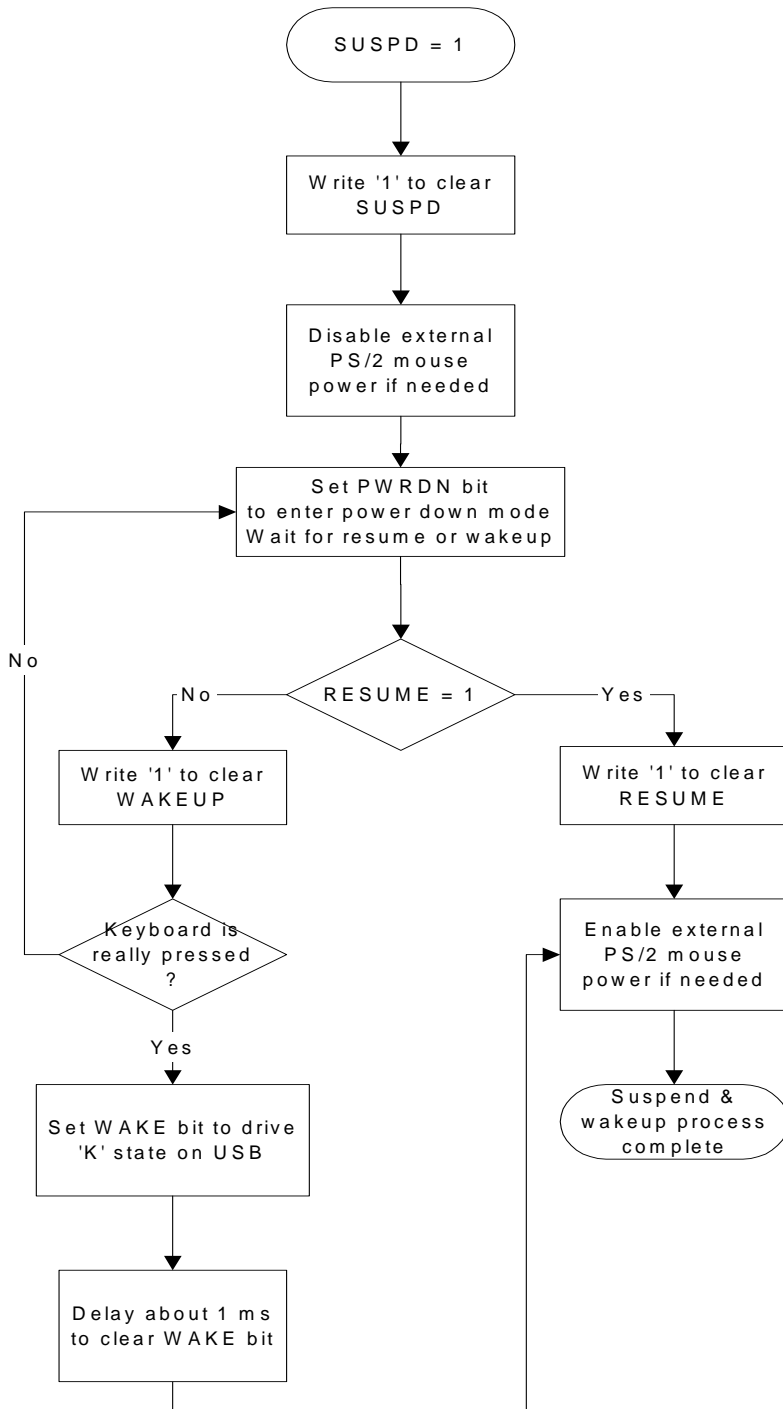 SUSPD = 1
Write '1' to clear
SUSPD
Disable external
PS/2 mouse
power if needed
Set PWRDN bit
to enter power down mode
Wait for resume or wakeup
No
RESUME = 1
No
Yes
Write '1' to clear
WAKEUP
Write '1' to clear
RESUME
Keyboard is
really pressed
?
Enable external
PS/2 mouse
power if needed
Yes
Set WAKE bit to drive
'K' state on USB
Suspend &
wakeup process
complete
Delay about 1 ms
to clear WAKE bit